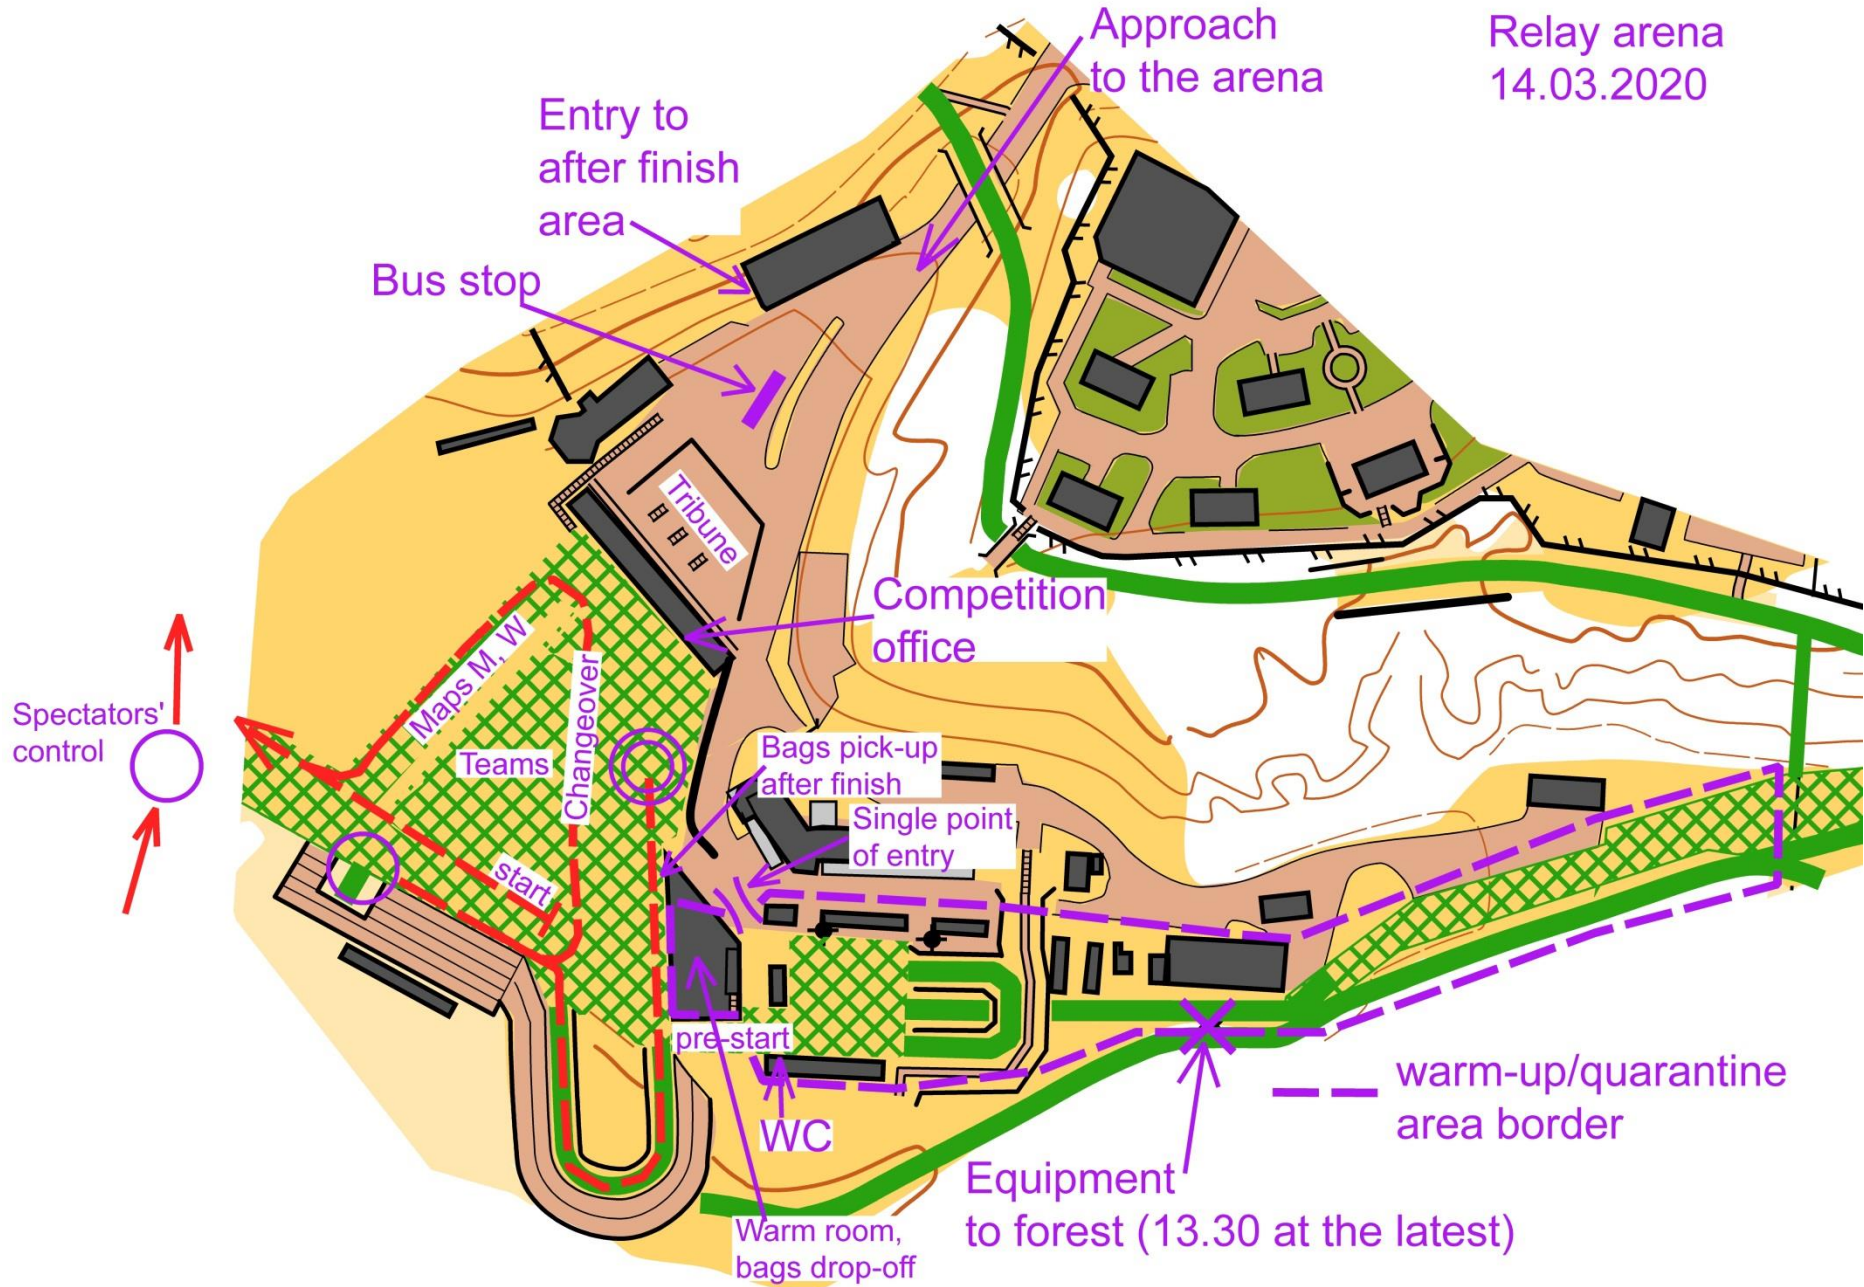 Approach
to the arena
Relay arena
14.03.2020
Entry to
after finish
area
Bus stop
Tribune
Competition
office
Maps M, W
Changeover
Spectators'
control
Teams
Bags pick-up
after finish
Single point
of entry
start
pre-start
WC
warm-up/quarantine
area border
Equipment
to forest (13.30 at the latest)
Warm room,
bags drop-off